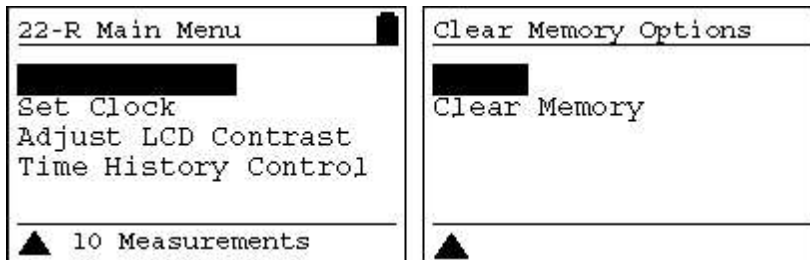 22-R Main Menu
Set Clock
Adjust LCD Contrast
Time History Control
10 Measurements
Clear Memory Options
Clear Memory